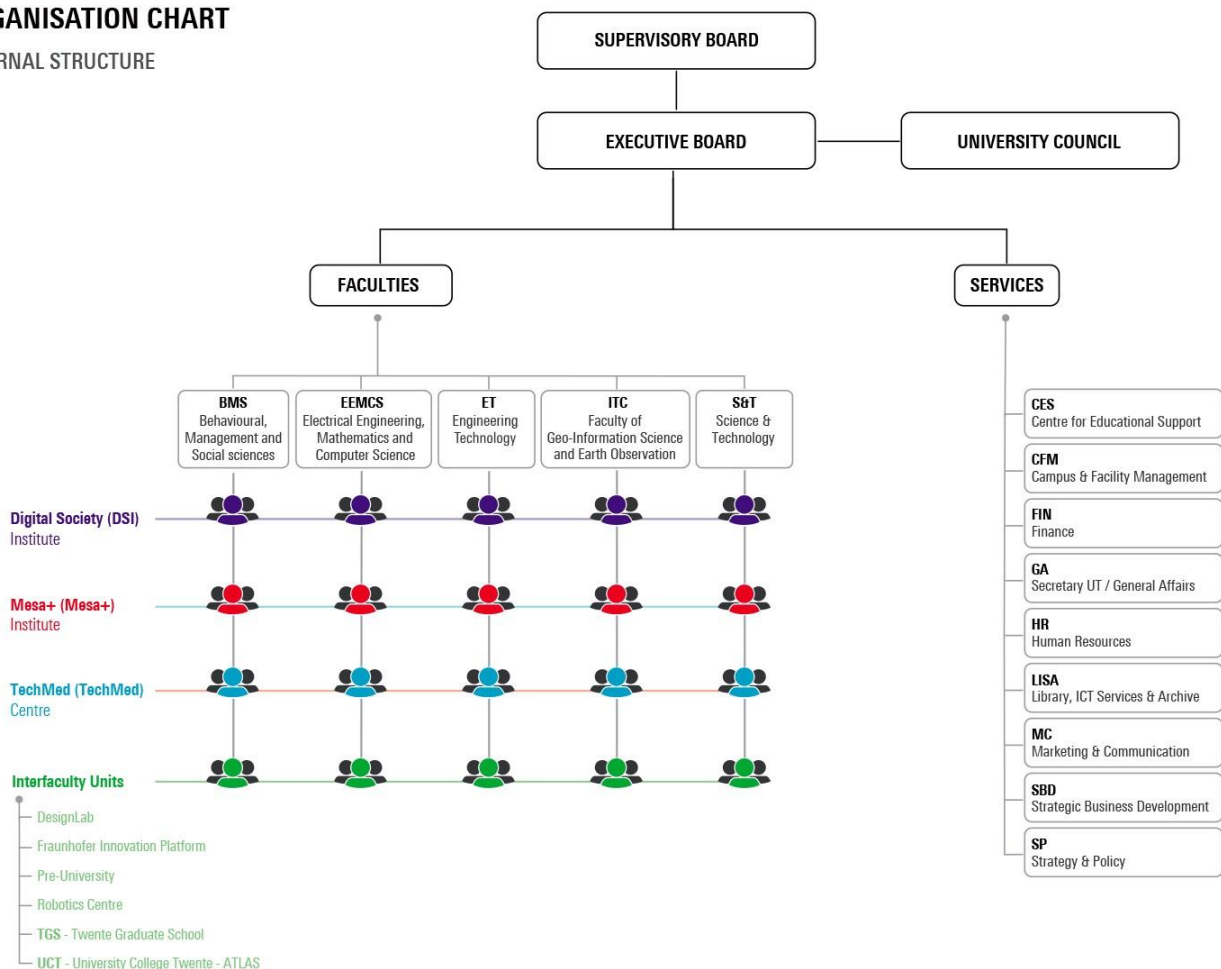 GANISATION CHART
RNAL STRUCTURE
SUPERVISORY BOARD
EXECUTIVE BOARD
UNIVERSITY COUNCIL
FACULTIES
SERVICES
BMS
Behavioural,
Management and
Social sciences
EEMCS
Electrical Engineering,
Mathematics and
Computer Science
ET
Engineering
Technology
ITC
Faculty of
Geo-Information Science
and Earth Observation
S&T
Science &
Technology
Digital Society (DSI)
Institute
Mesa+ (Mesa+)
Institute
TechMed (TechMed)
Centre
Interfaculty Units
DesignLab
Fraunhofer Innovation Platform
Pre-University
Robotics Centre
TGS - Twente Graduate School
UCT - University College Twente - ATLAS
CES
Centre for Educational Support
CFM
Campus & Facility Management
FIN
Finance
GA
Secretary UT / General Affairs
HR
Human Resources
LISA
Library, ICT Services & Archive
MC
Marketing & Communication
SBD
Strategic Business Development
SP
Strategy & Policy